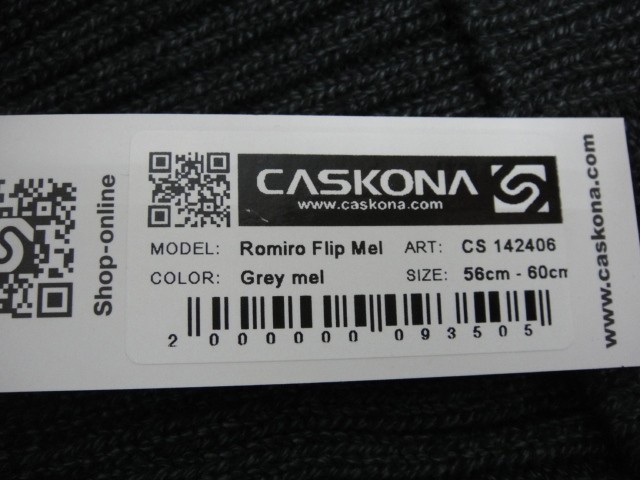 Shop-online
CASKONA
www.caskona.com
MODEL: Romiro Flip Mel ART: CS 142406
COLOR: Grey mel SIZE: 56cm - 60cm
2 000000 093505
www.caskona.com